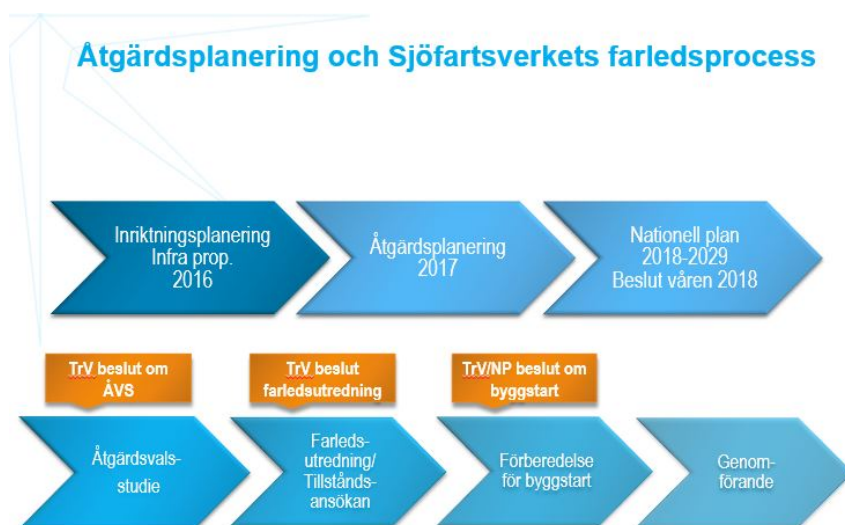 Åtgärdsplanering och Sjöfartsverkets farledsprocess
Inriktningsplanering
Infra prop.
2016
Åtgärdsplanering
2017
Nationell plan
2018-2029
Beslut våren 2018
TrV beslut om
ÅVS
TrV beslut
farledsutredning
TrV/NP beslut om
byggstart
Åtgärdsvals-
studie
Farleds-
utredning/
Tillstånds-
ansökan
Förberedelse
för byggstart
Genom-
förande